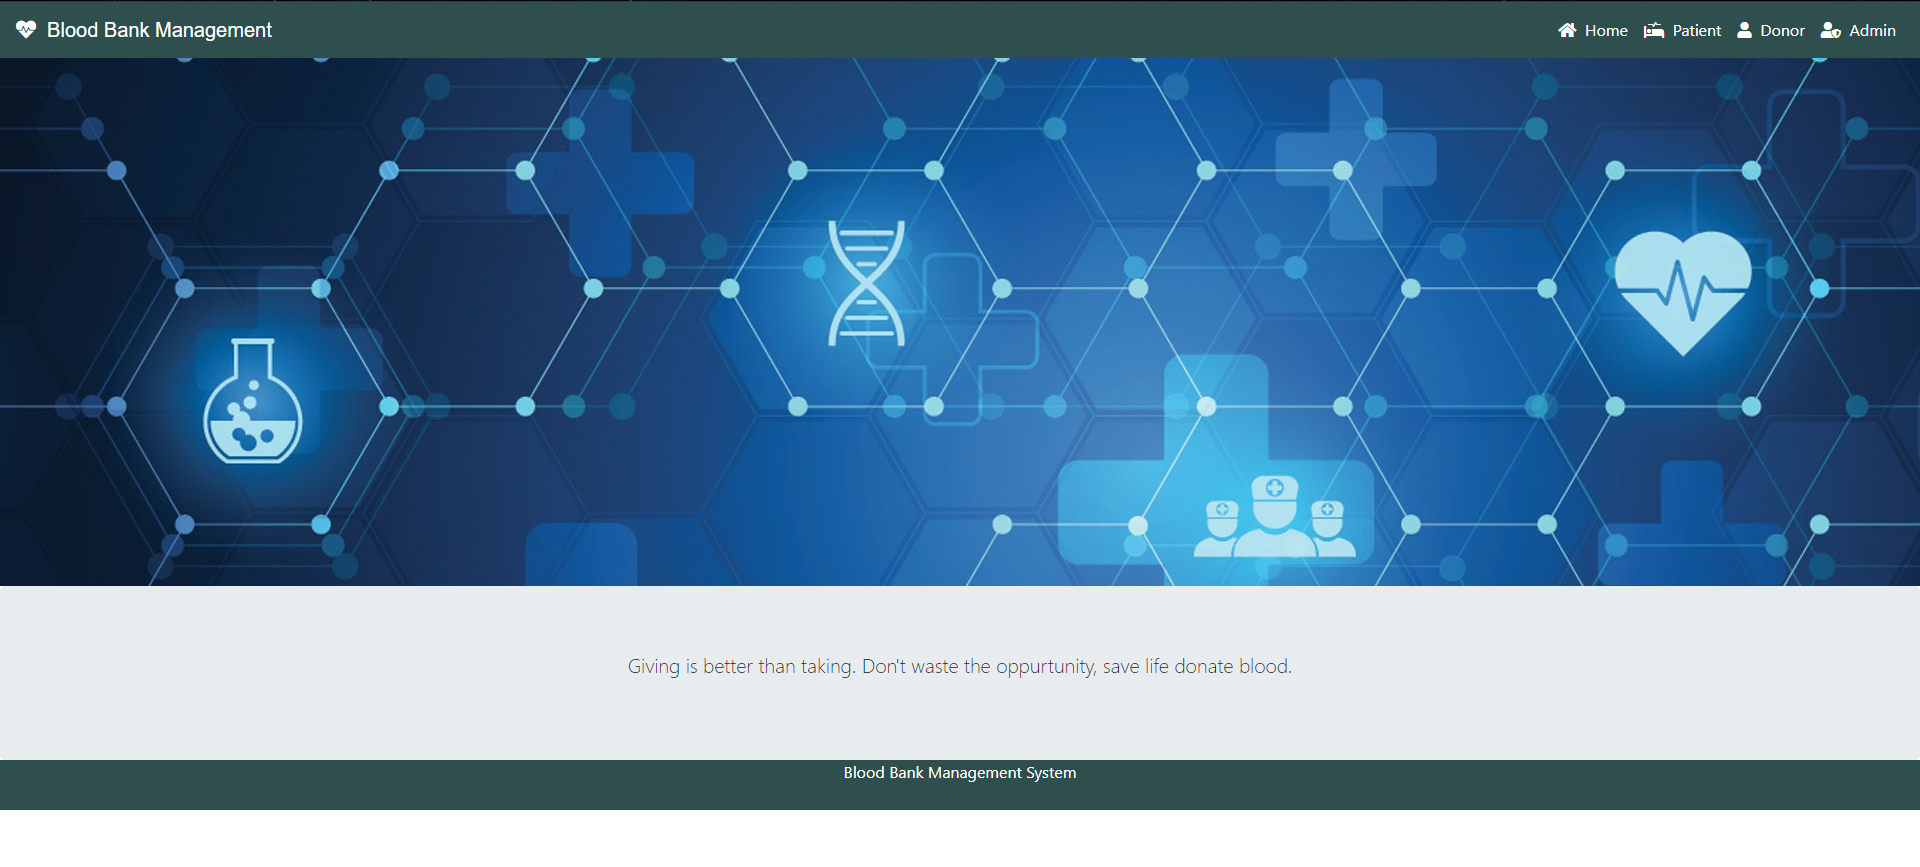 Blood Bank Management
Home Patient Donor Admin
Giving is better than taking. Don't waste the oppurtunity, save life donate blood.
Blood Bank Management System